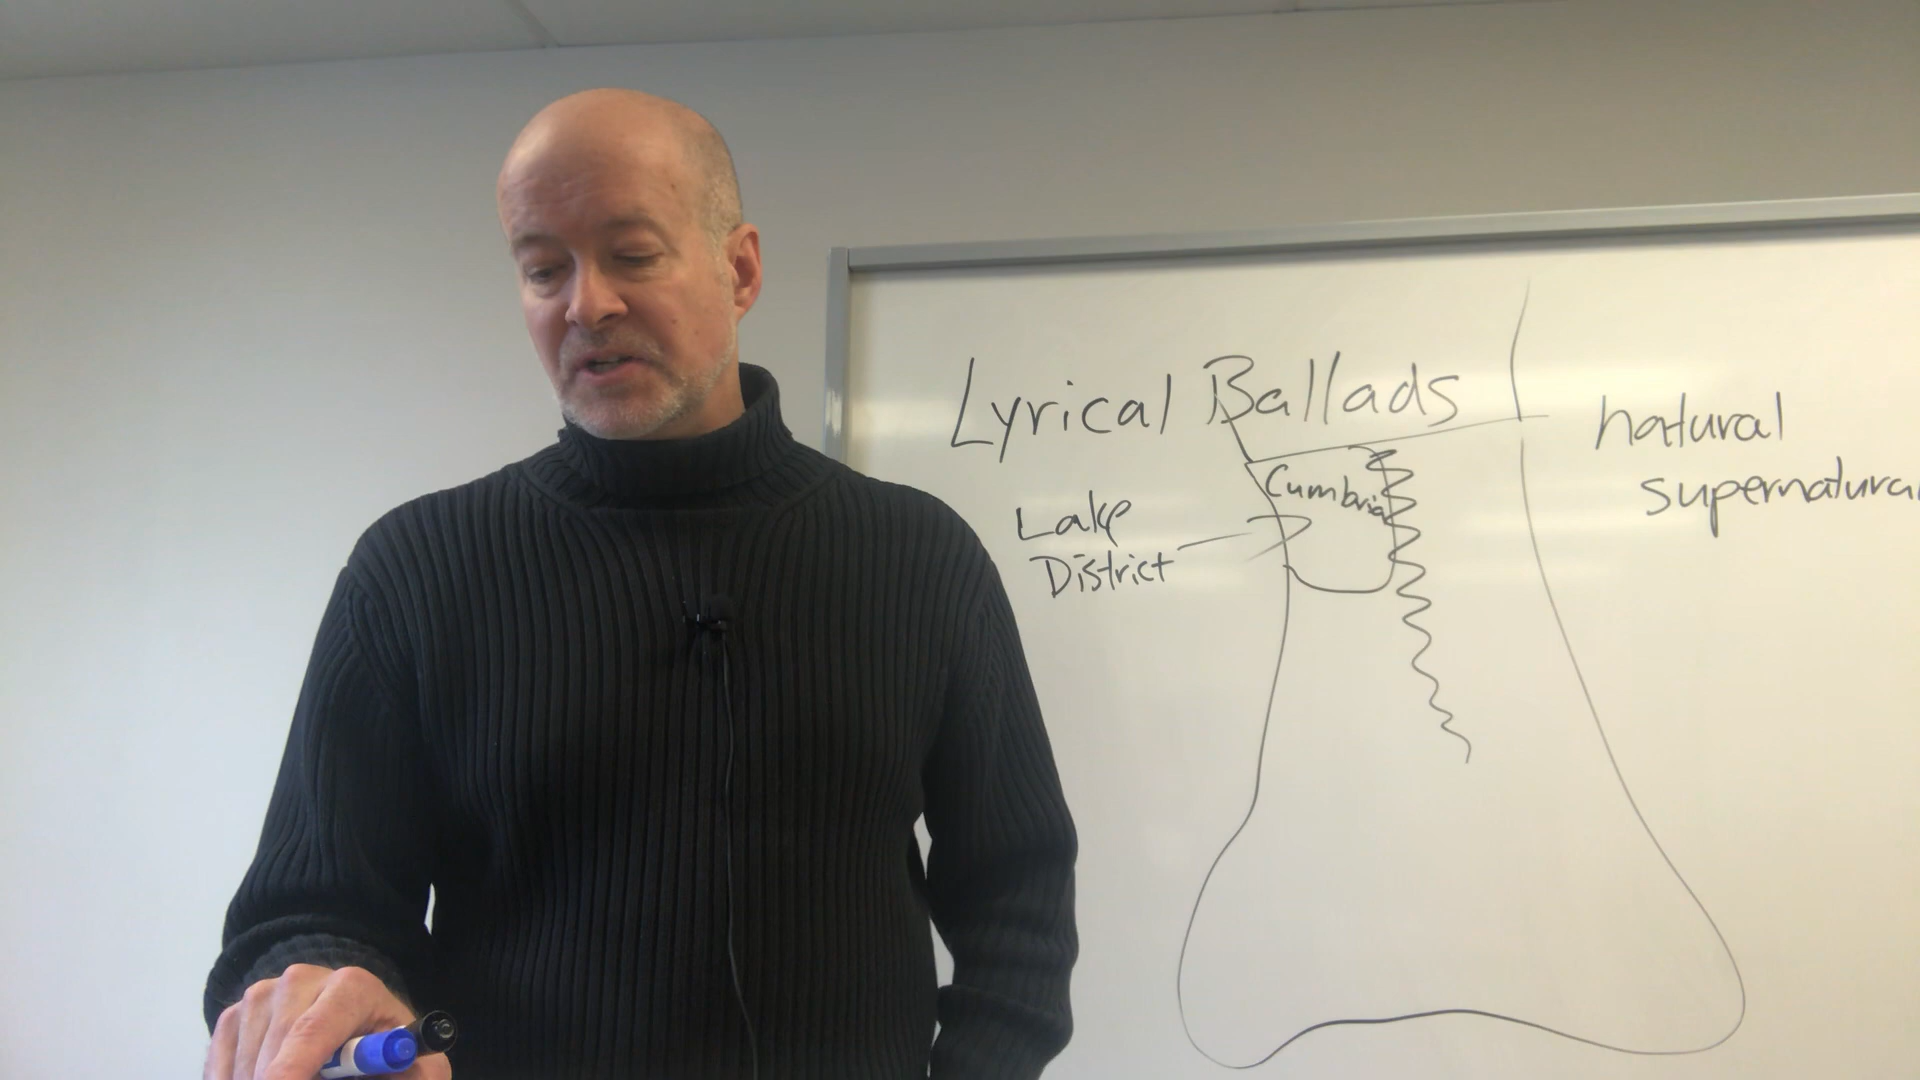 Lyrical Ballads
natural
supernatural
Cumbria
Lake
District